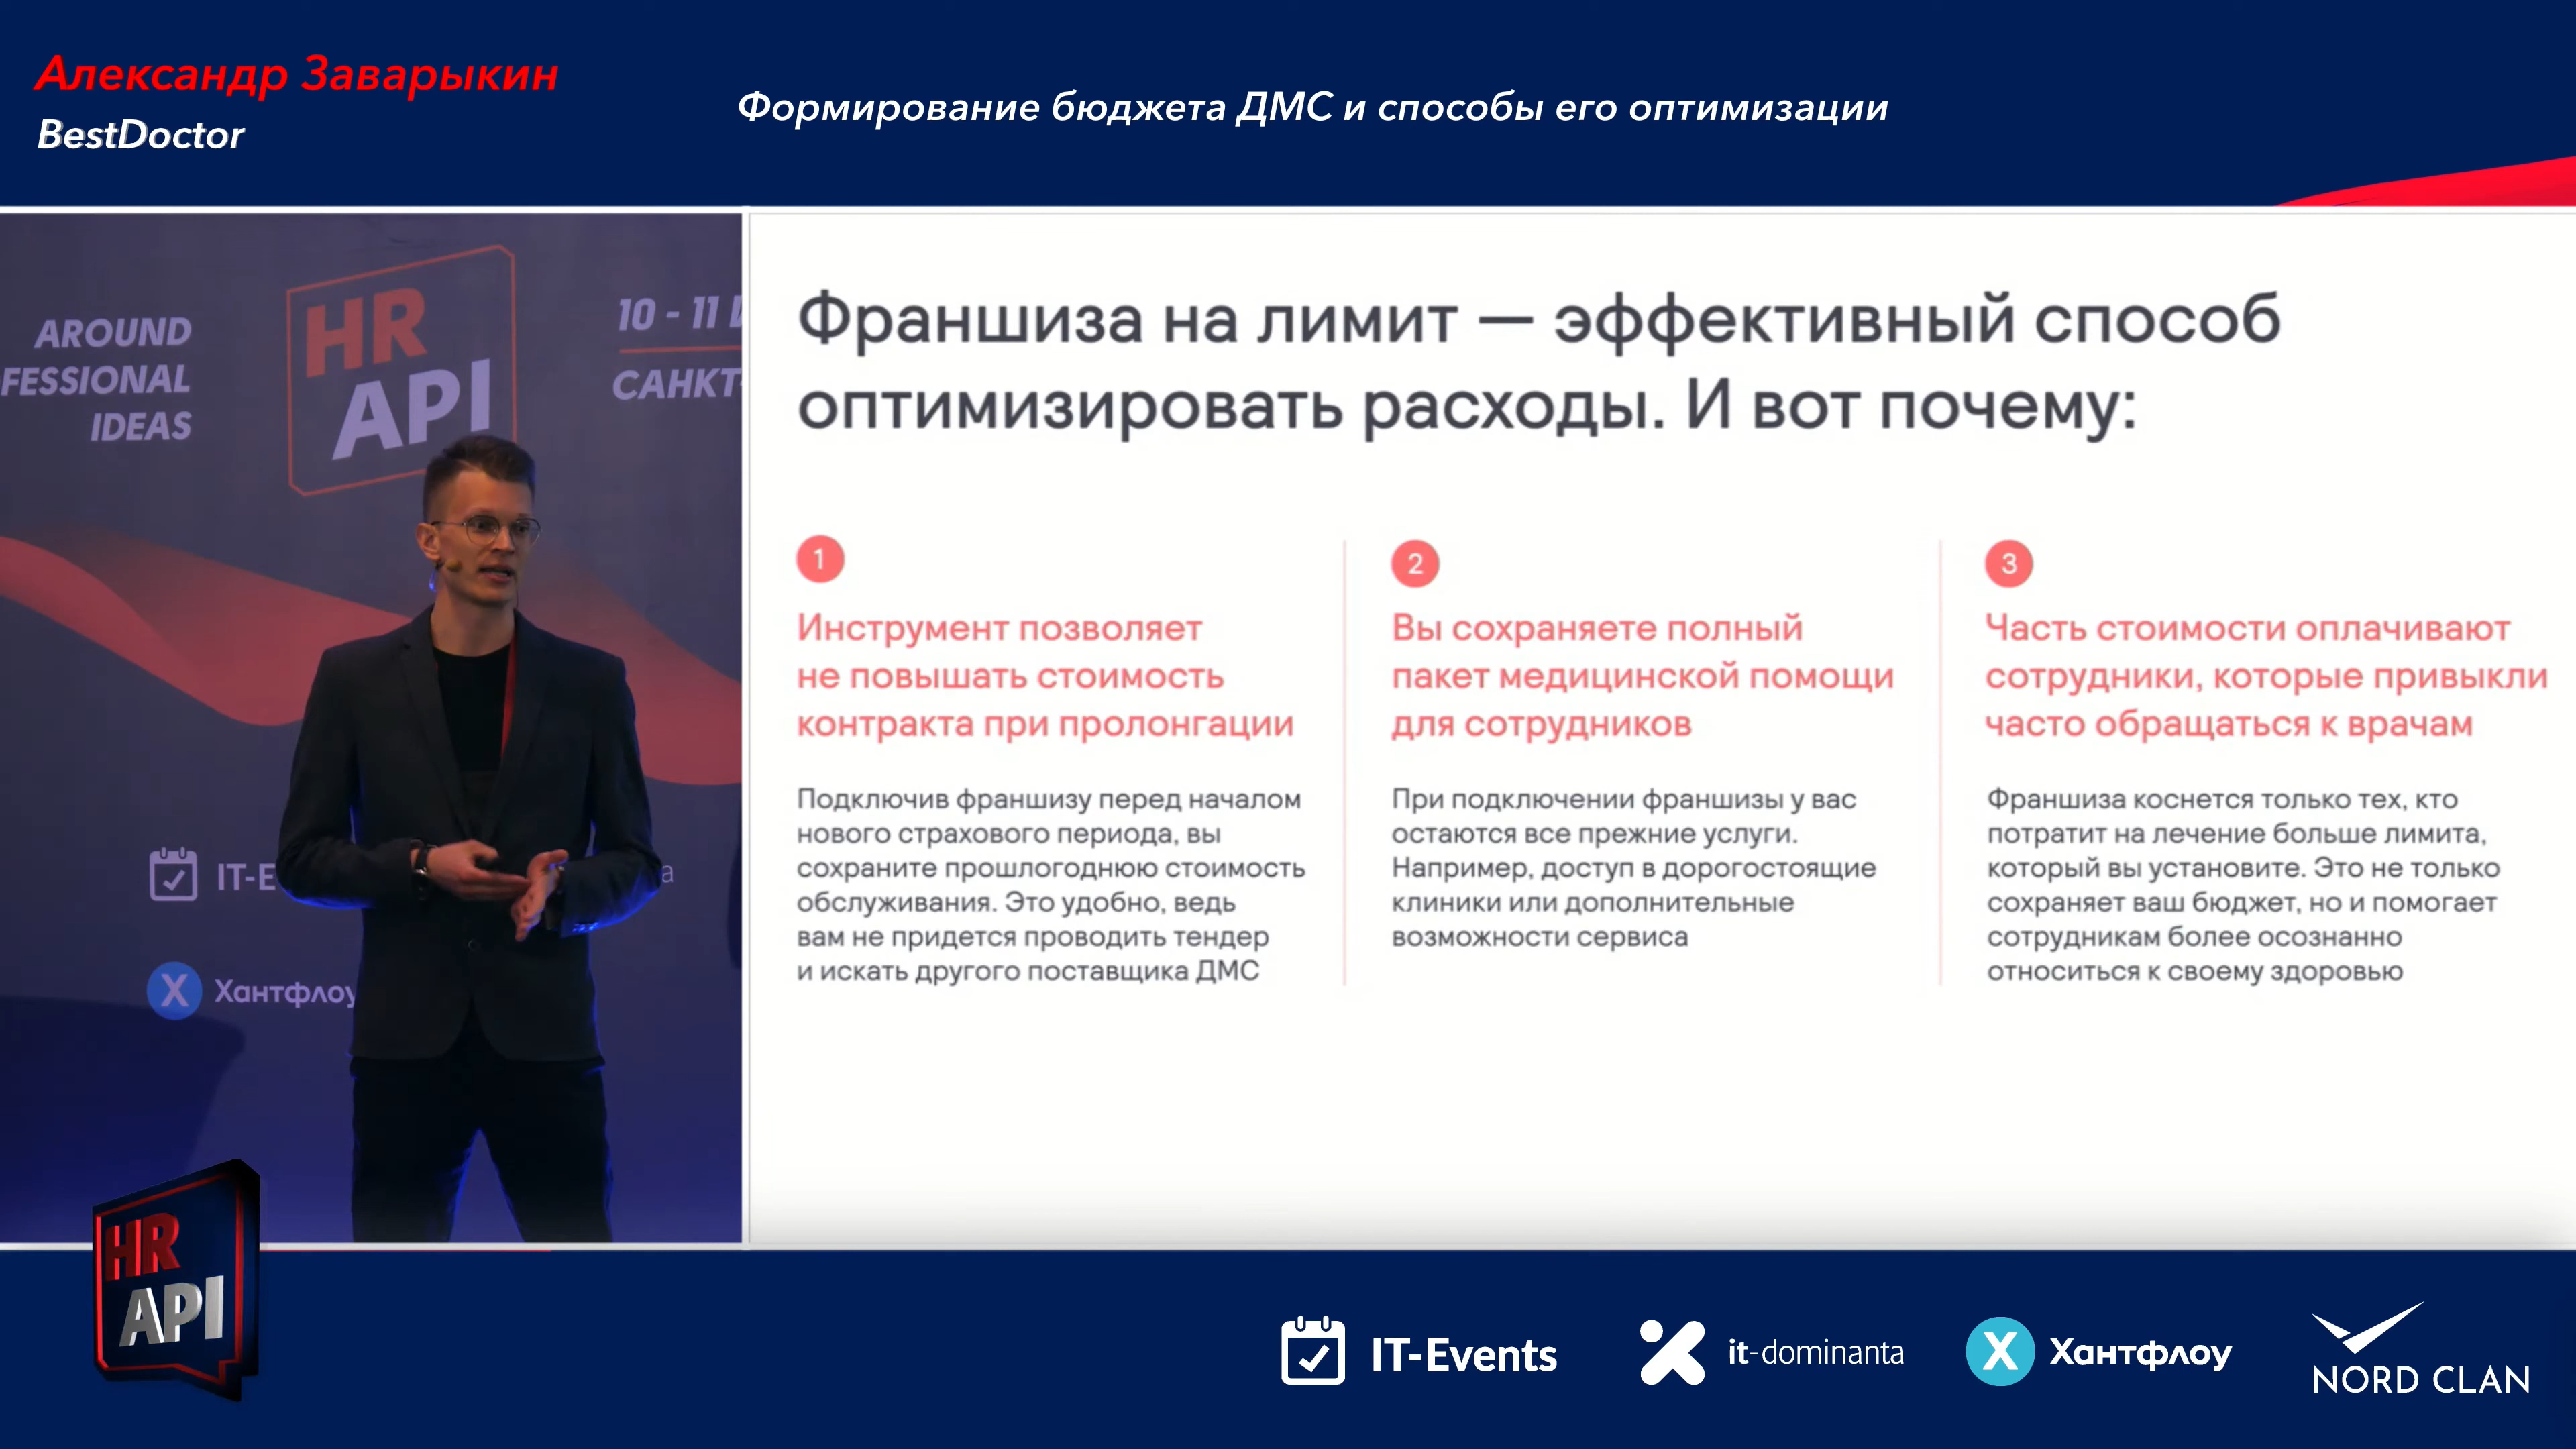 Александр Заварыкин
BestDoctor
Формирование бюджета ДМС и способы его оптимизации
AROUND
FESSIONAL
IDEAS
HR
API
10 - 11
САНКТ-
IT-E
Хантфлоу
Франшиза на лимит — эффективный способ
оптимизировать расходы. И вот почему:
1
Инструмент позволяет
не повышать стоимость
контракта при пролонгации
Подключив франшизу перед началом
нового страхового периода, вы
сохраните прошлогоднюю стоимость
обслуживания. Это удобно, ведь
вам не придется проводить тендер
и искать другого поставщика ДМС
2
Вы сохраняете полный
пакет медицинской помощи
для сотрудников
При подключении франшизы у вас
остаются все прежние услуги.
Например, доступ в дорогостоящие
клиники или дополнительные
возможности сервиса
3
Часть стоимости оплачивают
сотрудники, которые привыкли
часто обращаться к врачам
Франшиза коснется только тех, кто
потратит на лечение больше лимита,
который вы установите. Это не только
сохраняет ваш бюджет, но и помогает
сотрудникам более осознанно
относиться к своему здоровью
HR
API
IT-Events
it-dominanta
Хантфлоу
NORD CLAN